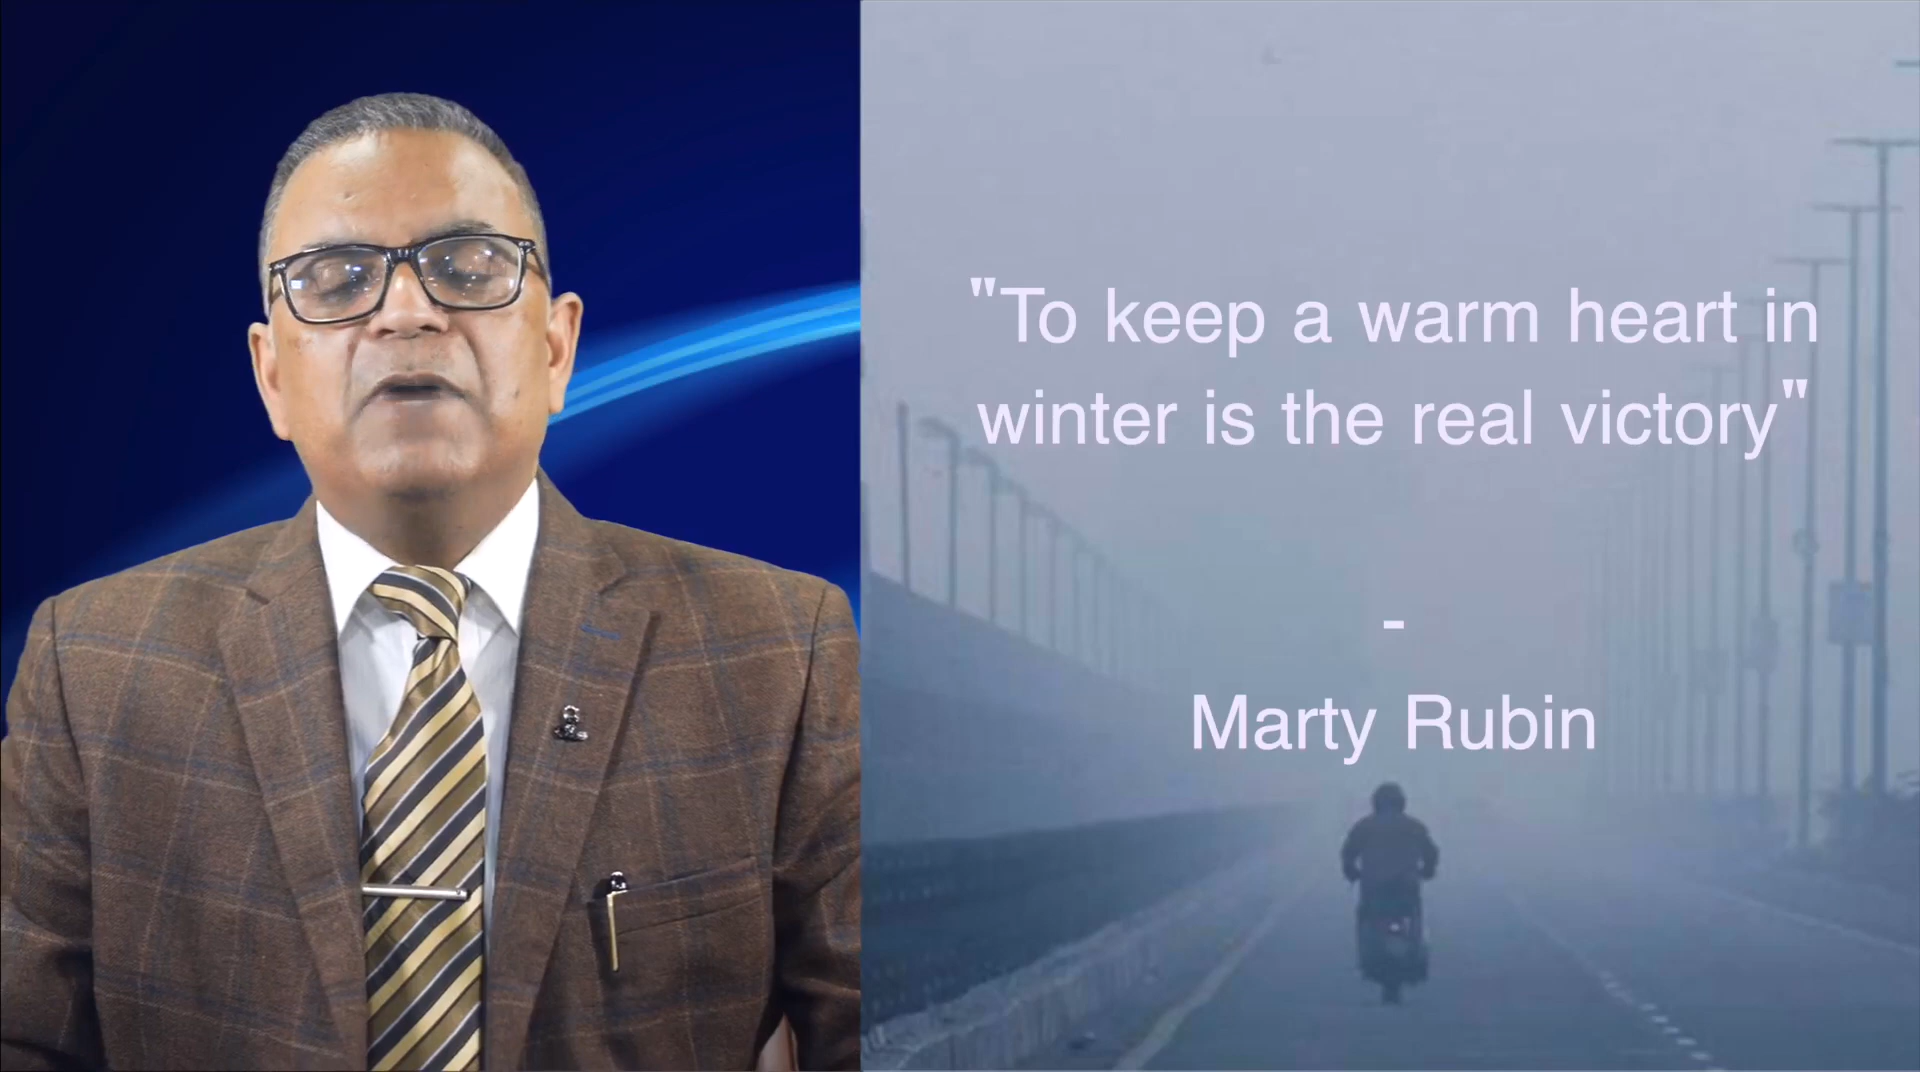 "To keep a warm heart in
winter is the real victory"
-
Marty Rubin